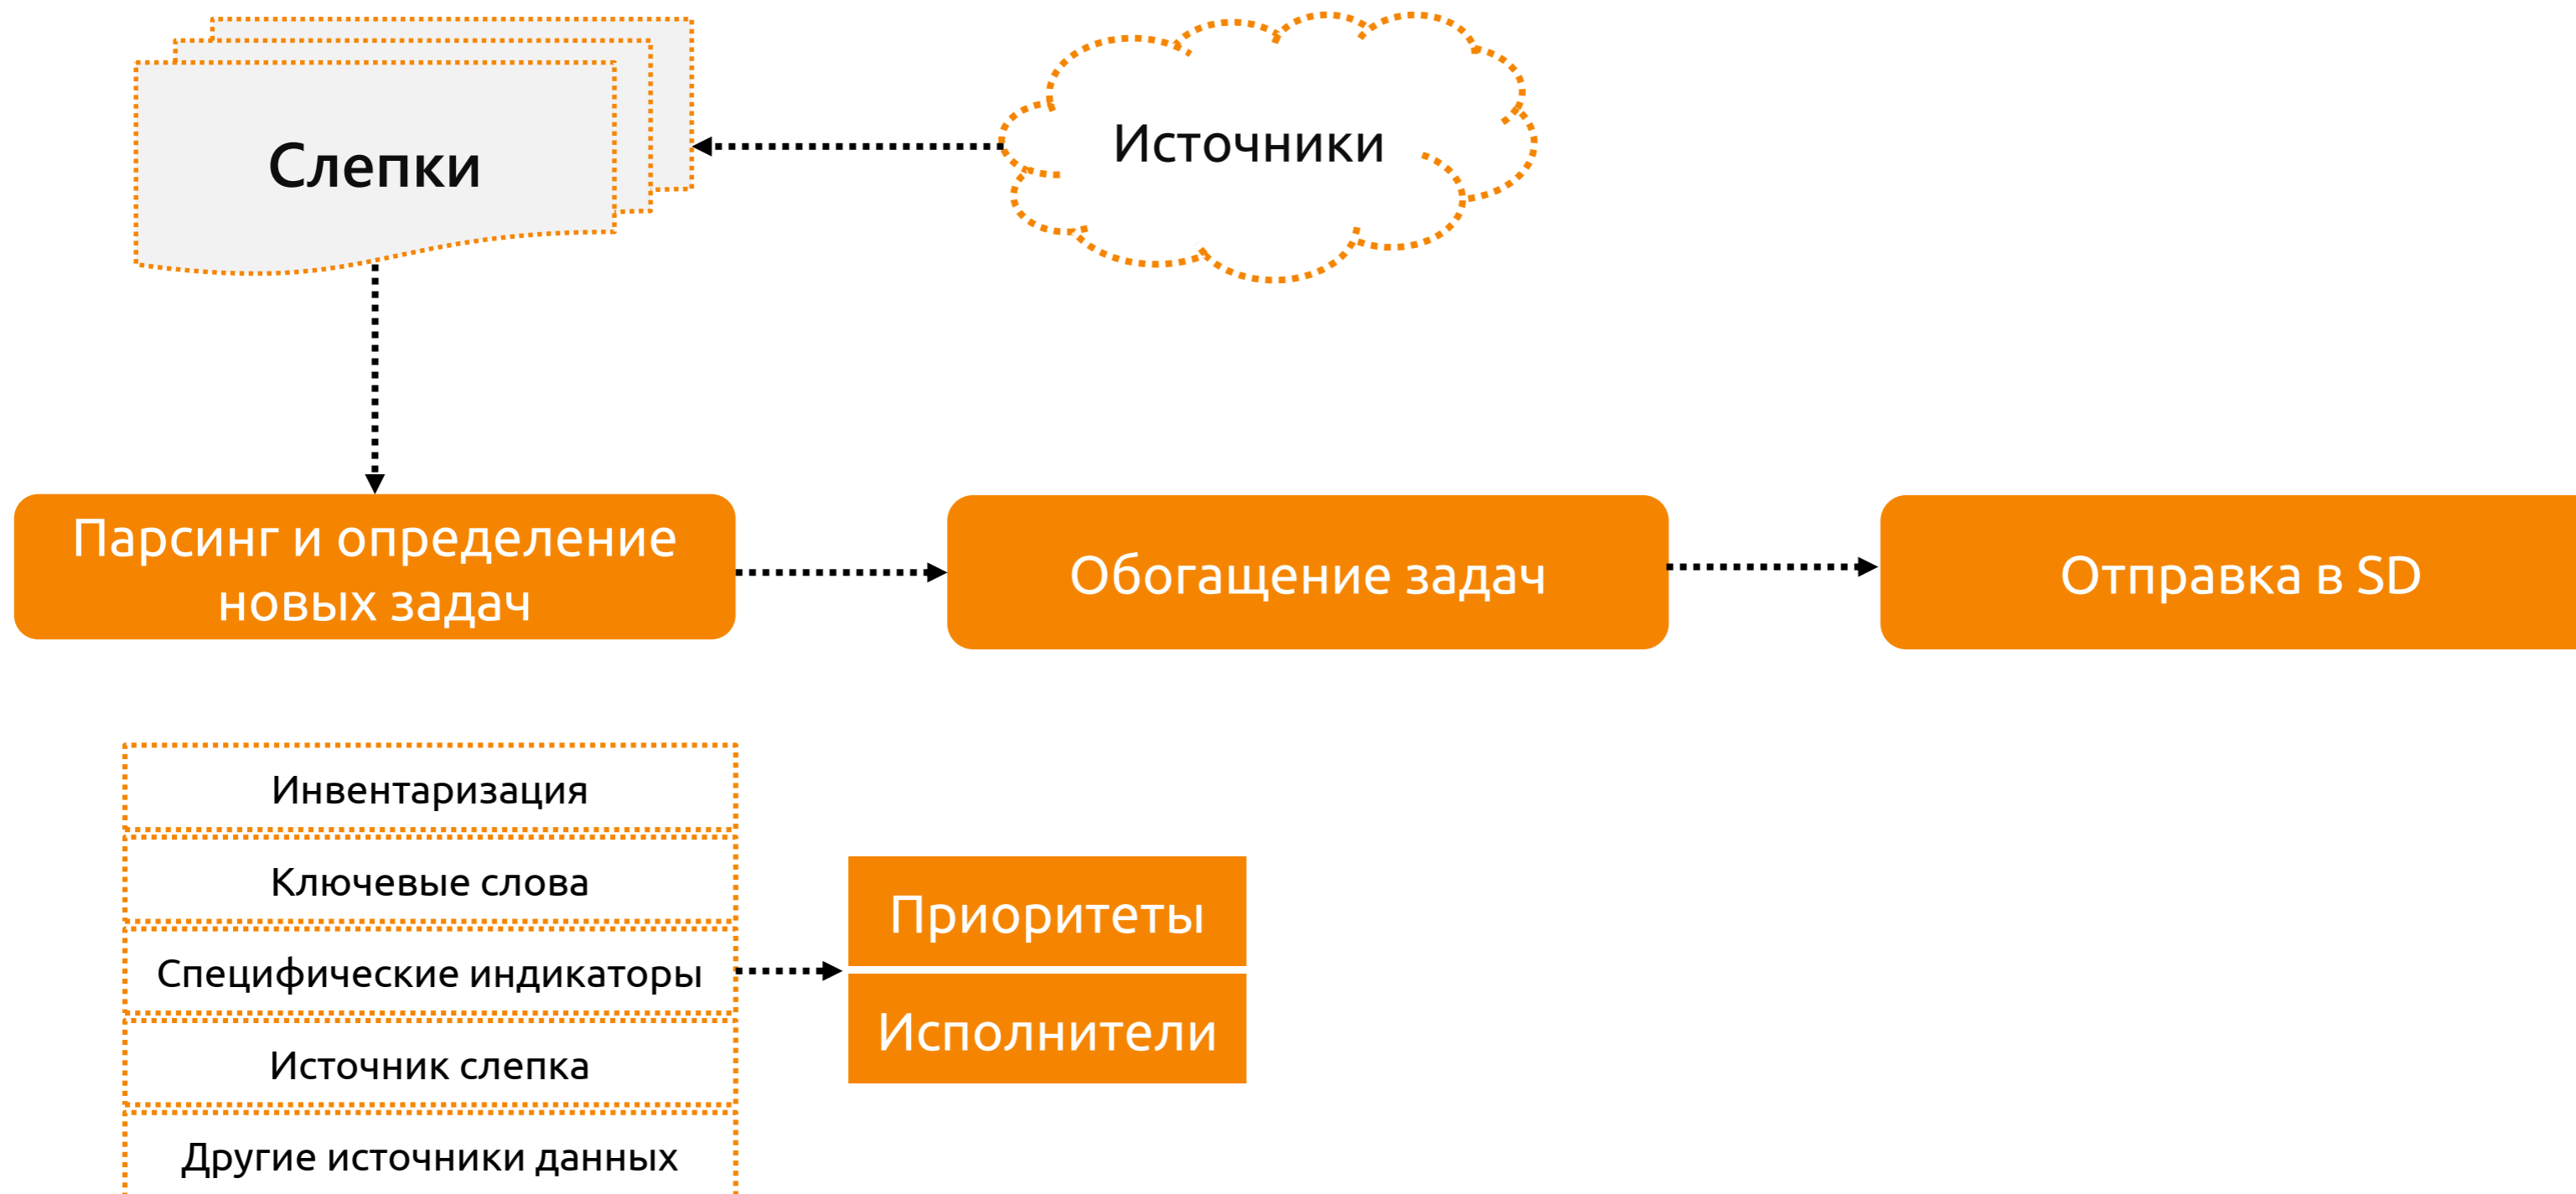 Слепки
Источники
Парсинг и определение
новых задач
Обогащение задач
Отправка в SD
Инвентаризация
Ключевые слова
Специфические индикаторы
Источник слепка
Другие источники данных
Приоритеты
Исполнители